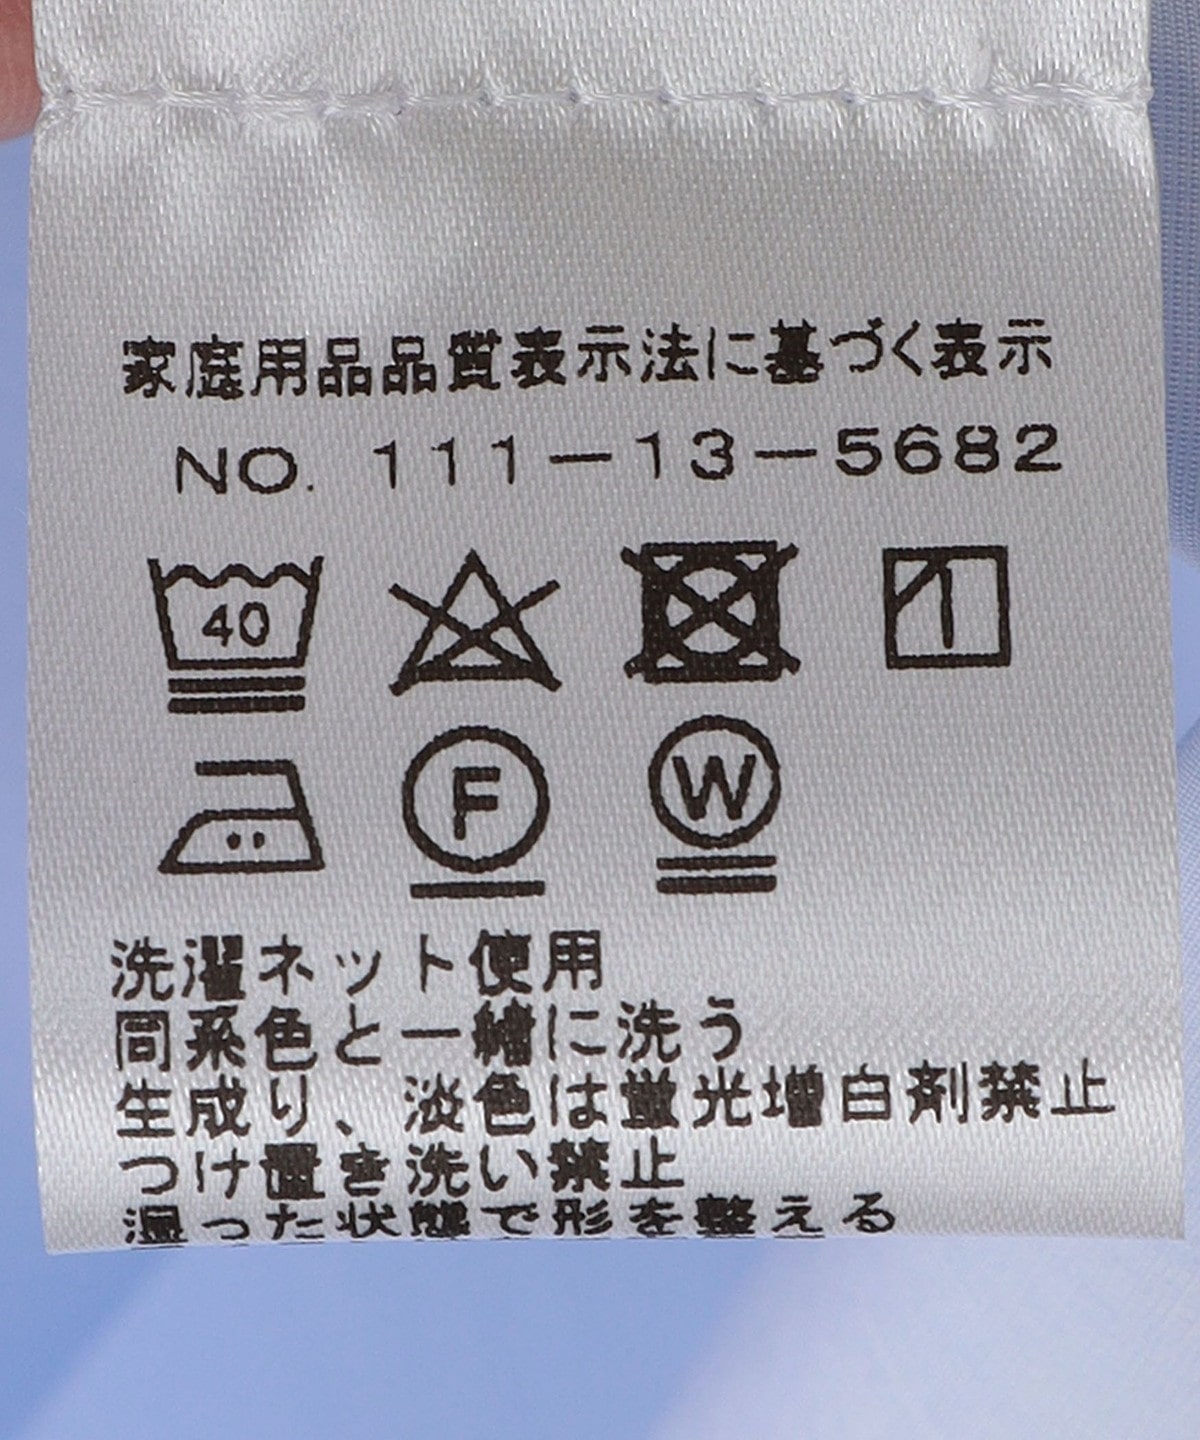 家庭用品品質表示法に基づく表示
NO. 111-13-5682
40
F W
洗濯ネット使用
同系色と一緒に洗う
生成り、淡色は蛍光増白剤禁止
つけ置き洗い禁止
湿った状態で形を整える